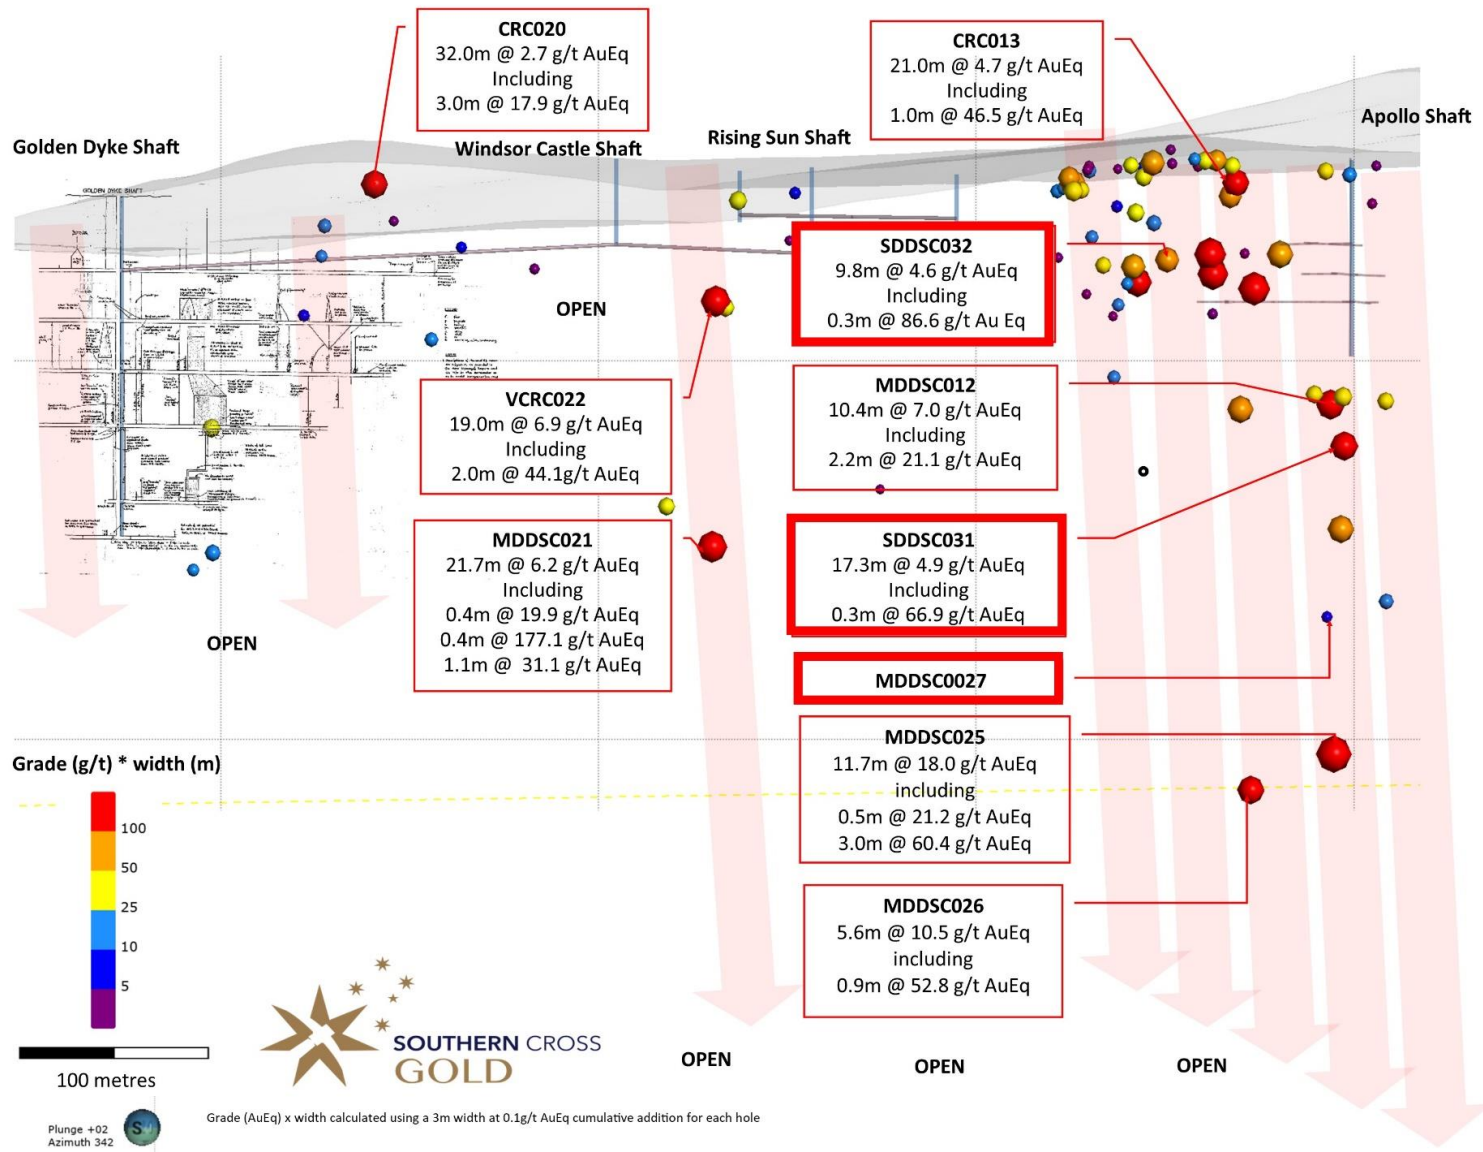 CRC020
32.0m @ 2.7 g/t AuEq
Including
3.0m @ 17.9 g/t AuEq
CRC013
21.0m @ 4.7 g/t AuEq
Including
1.0m @ 46.5 g/t AuEq
Golden Dyke Shaft
Windsor Castle Shaft
Rising Sun Shaft
Apollo Shaft
GOLDEN DYKE SHAFT
SDDSC032
9.8m @ 4.6 g/t AuEq
Including
0.3m @ 86.6 g/t Au Eq
OPEN
VCRC022
19.0m @ 6.9 g/t AuEq
Including
2.0m @ 44.1g/t AuEq
MDDSC012
10.4m @ 7.0 g/t AuEq
Including
2.2m @ 21.1 g/t AuEq
MDDSC021
21.7m @ 6.2 g/t AuEq
Including
0.4m @ 19.9 g/t AuEq
0.4m @ 177.1 g/t AuEq
1.1m @ 31.1 g/t AuEq
SDDSC031
17.3m @ 4.9 g/t AuEq
Including
0.3m @ 66.9 g/t AuEq
OPEN
MDDSC0027
MDDSC025
11.7m @ 18.0 g/t AuEq
including
0.5m @ 21.2 g/t AuEq
3.0m @ 60.4 g/t AuEq
MDDSC026
5.6m @ 10.5 g/t AuEq
including
0.9m @ 52.8 g/t AuEq
Grade (g/t) * width (m)
100
50
25
10
5
100 metres
SOUTHERN CROSS
GOLD
OPEN
OPEN
OPEN
Plunge +02
Azimuth 342
S
Grade (AuEq) x width calculated using a 3m width at 0.1g/t AuEq cumulative addition for each hole